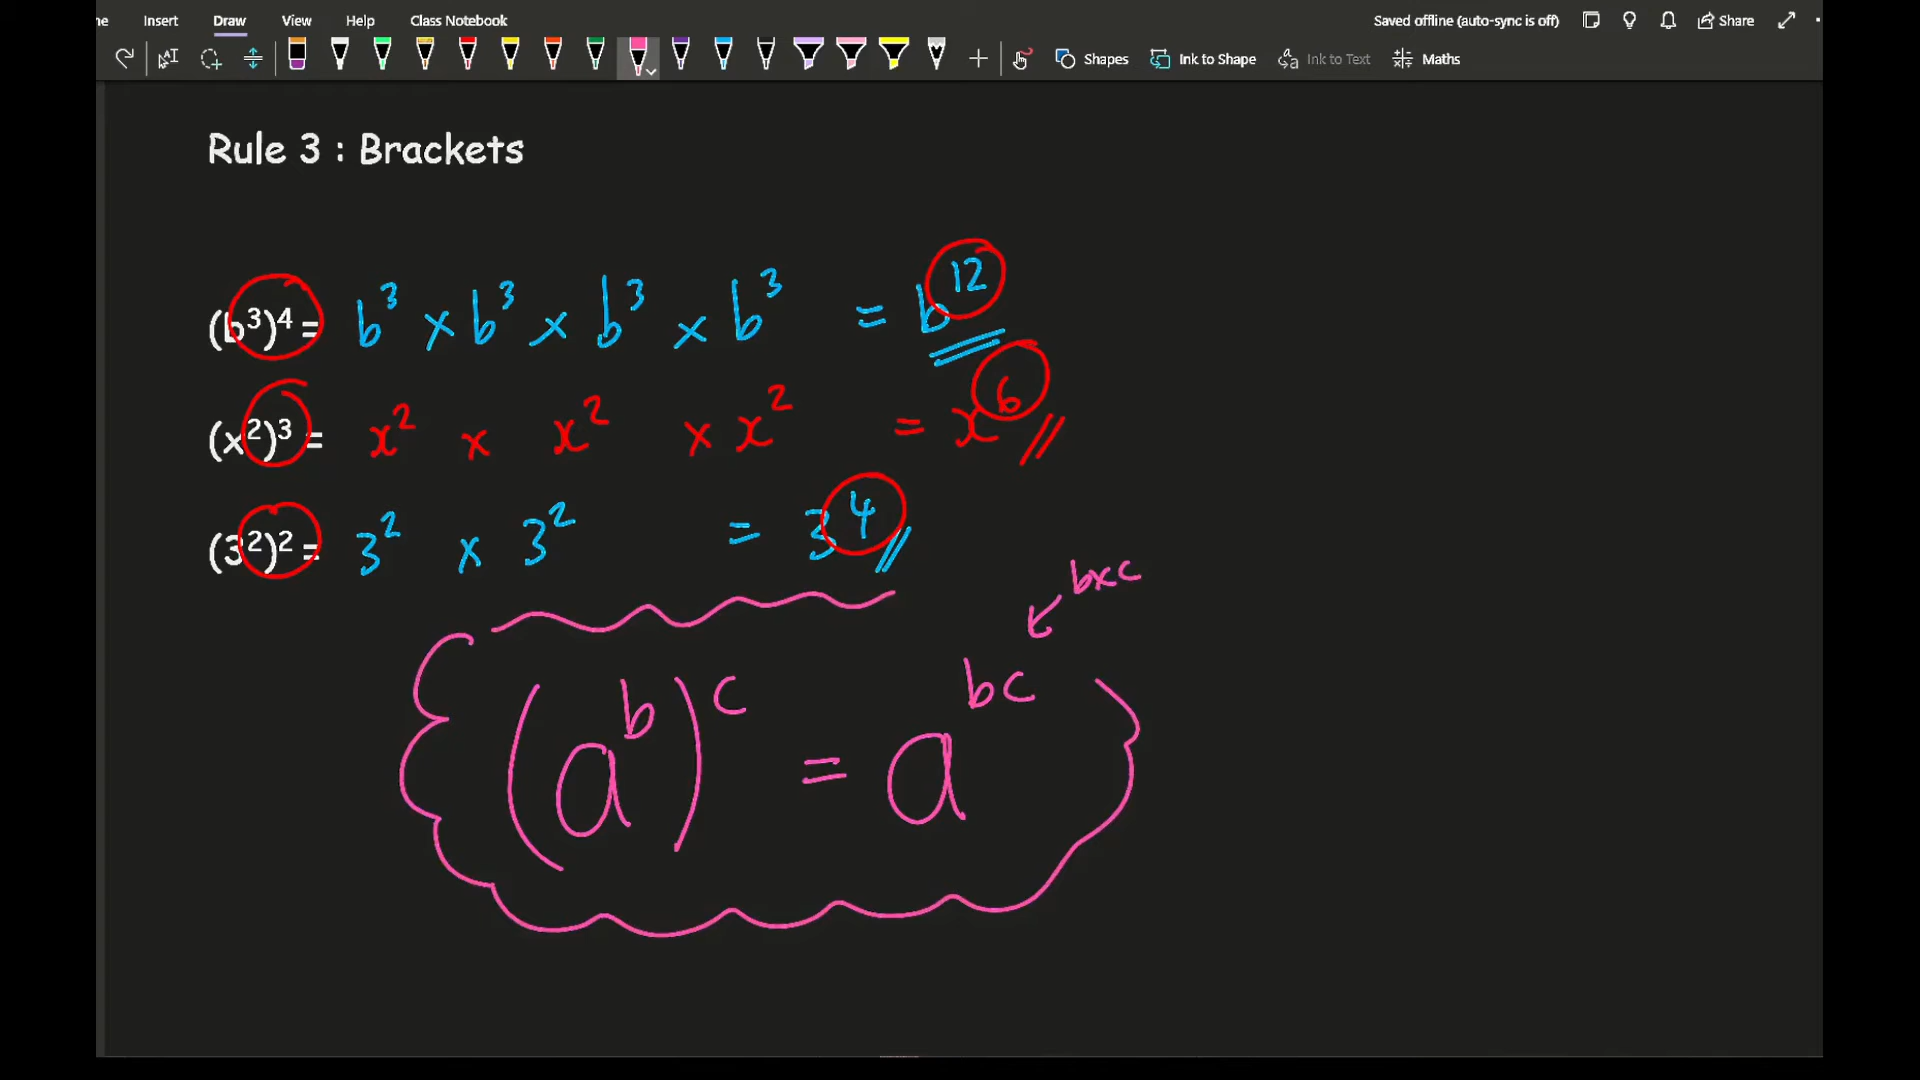 ne Insert Draw View Help Class Notebook Saved offline (auto-sync is off) Share
Shapes Ink to Shape Ink to Text Maths
Rule 3 : Brackets
(b³)⁴ = b³ × b³ × b³ × b³ = b¹²
(x²)³ = x² × x² × x² = x⁶
(3²)² = 3² × 3² = 3⁴
b×c
(a^b)^c = a^bc